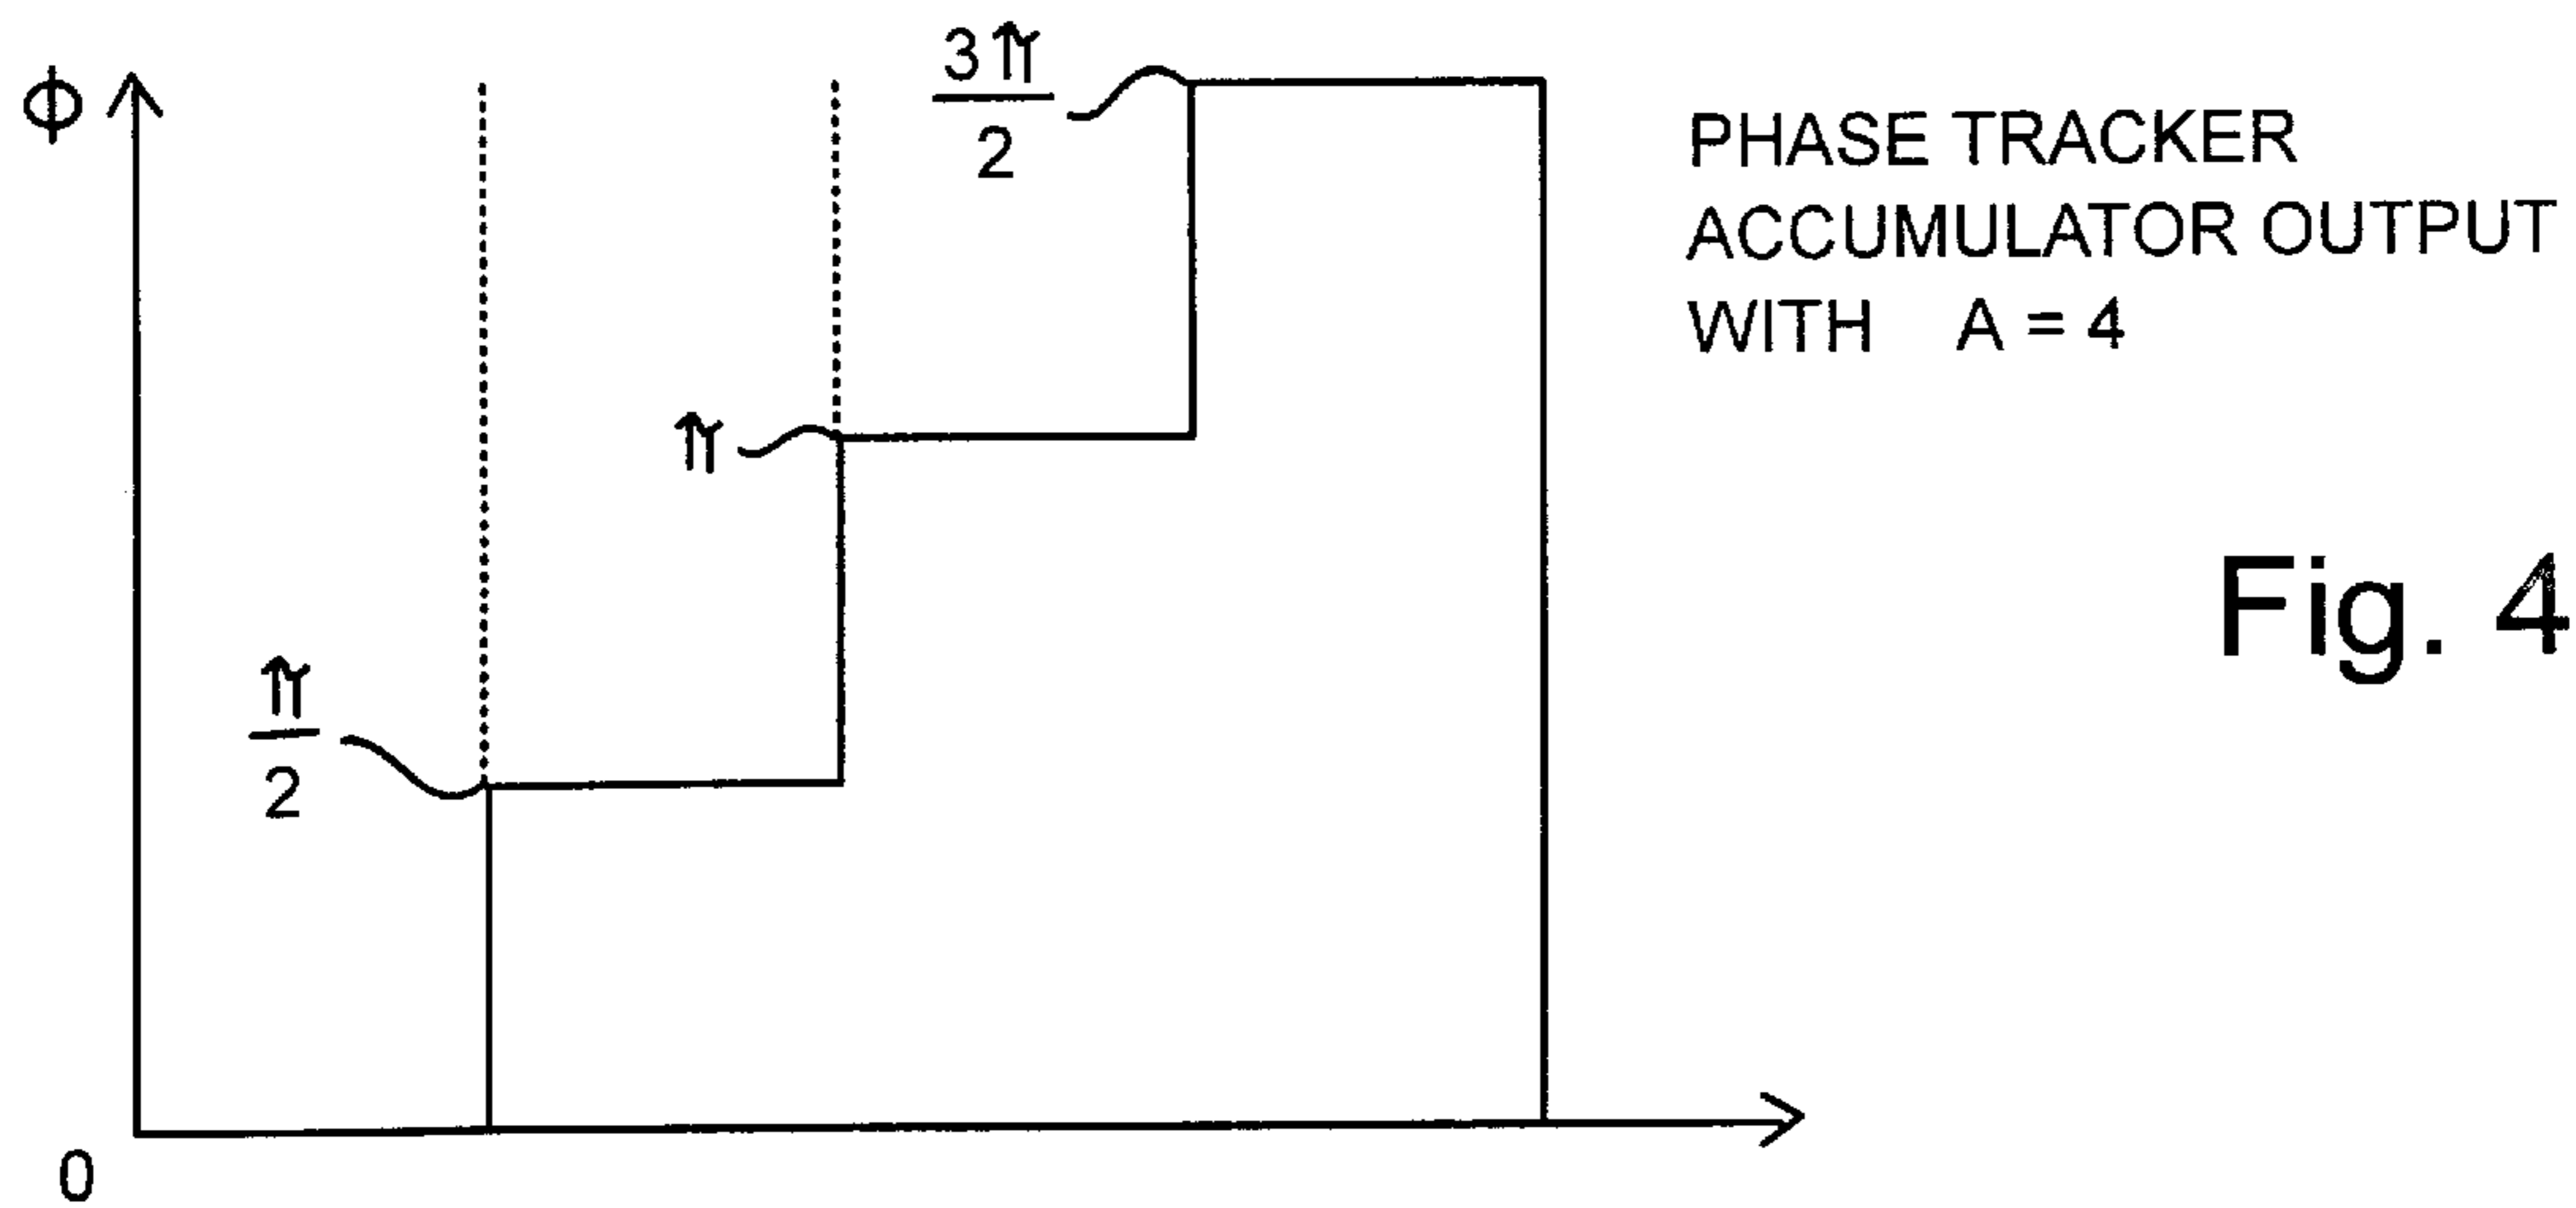 Φ
3π
2
PHASE TRACKER
ACCUMULATOR OUTPUT
WITH A = 4
π
Fig. 4
π
2
0